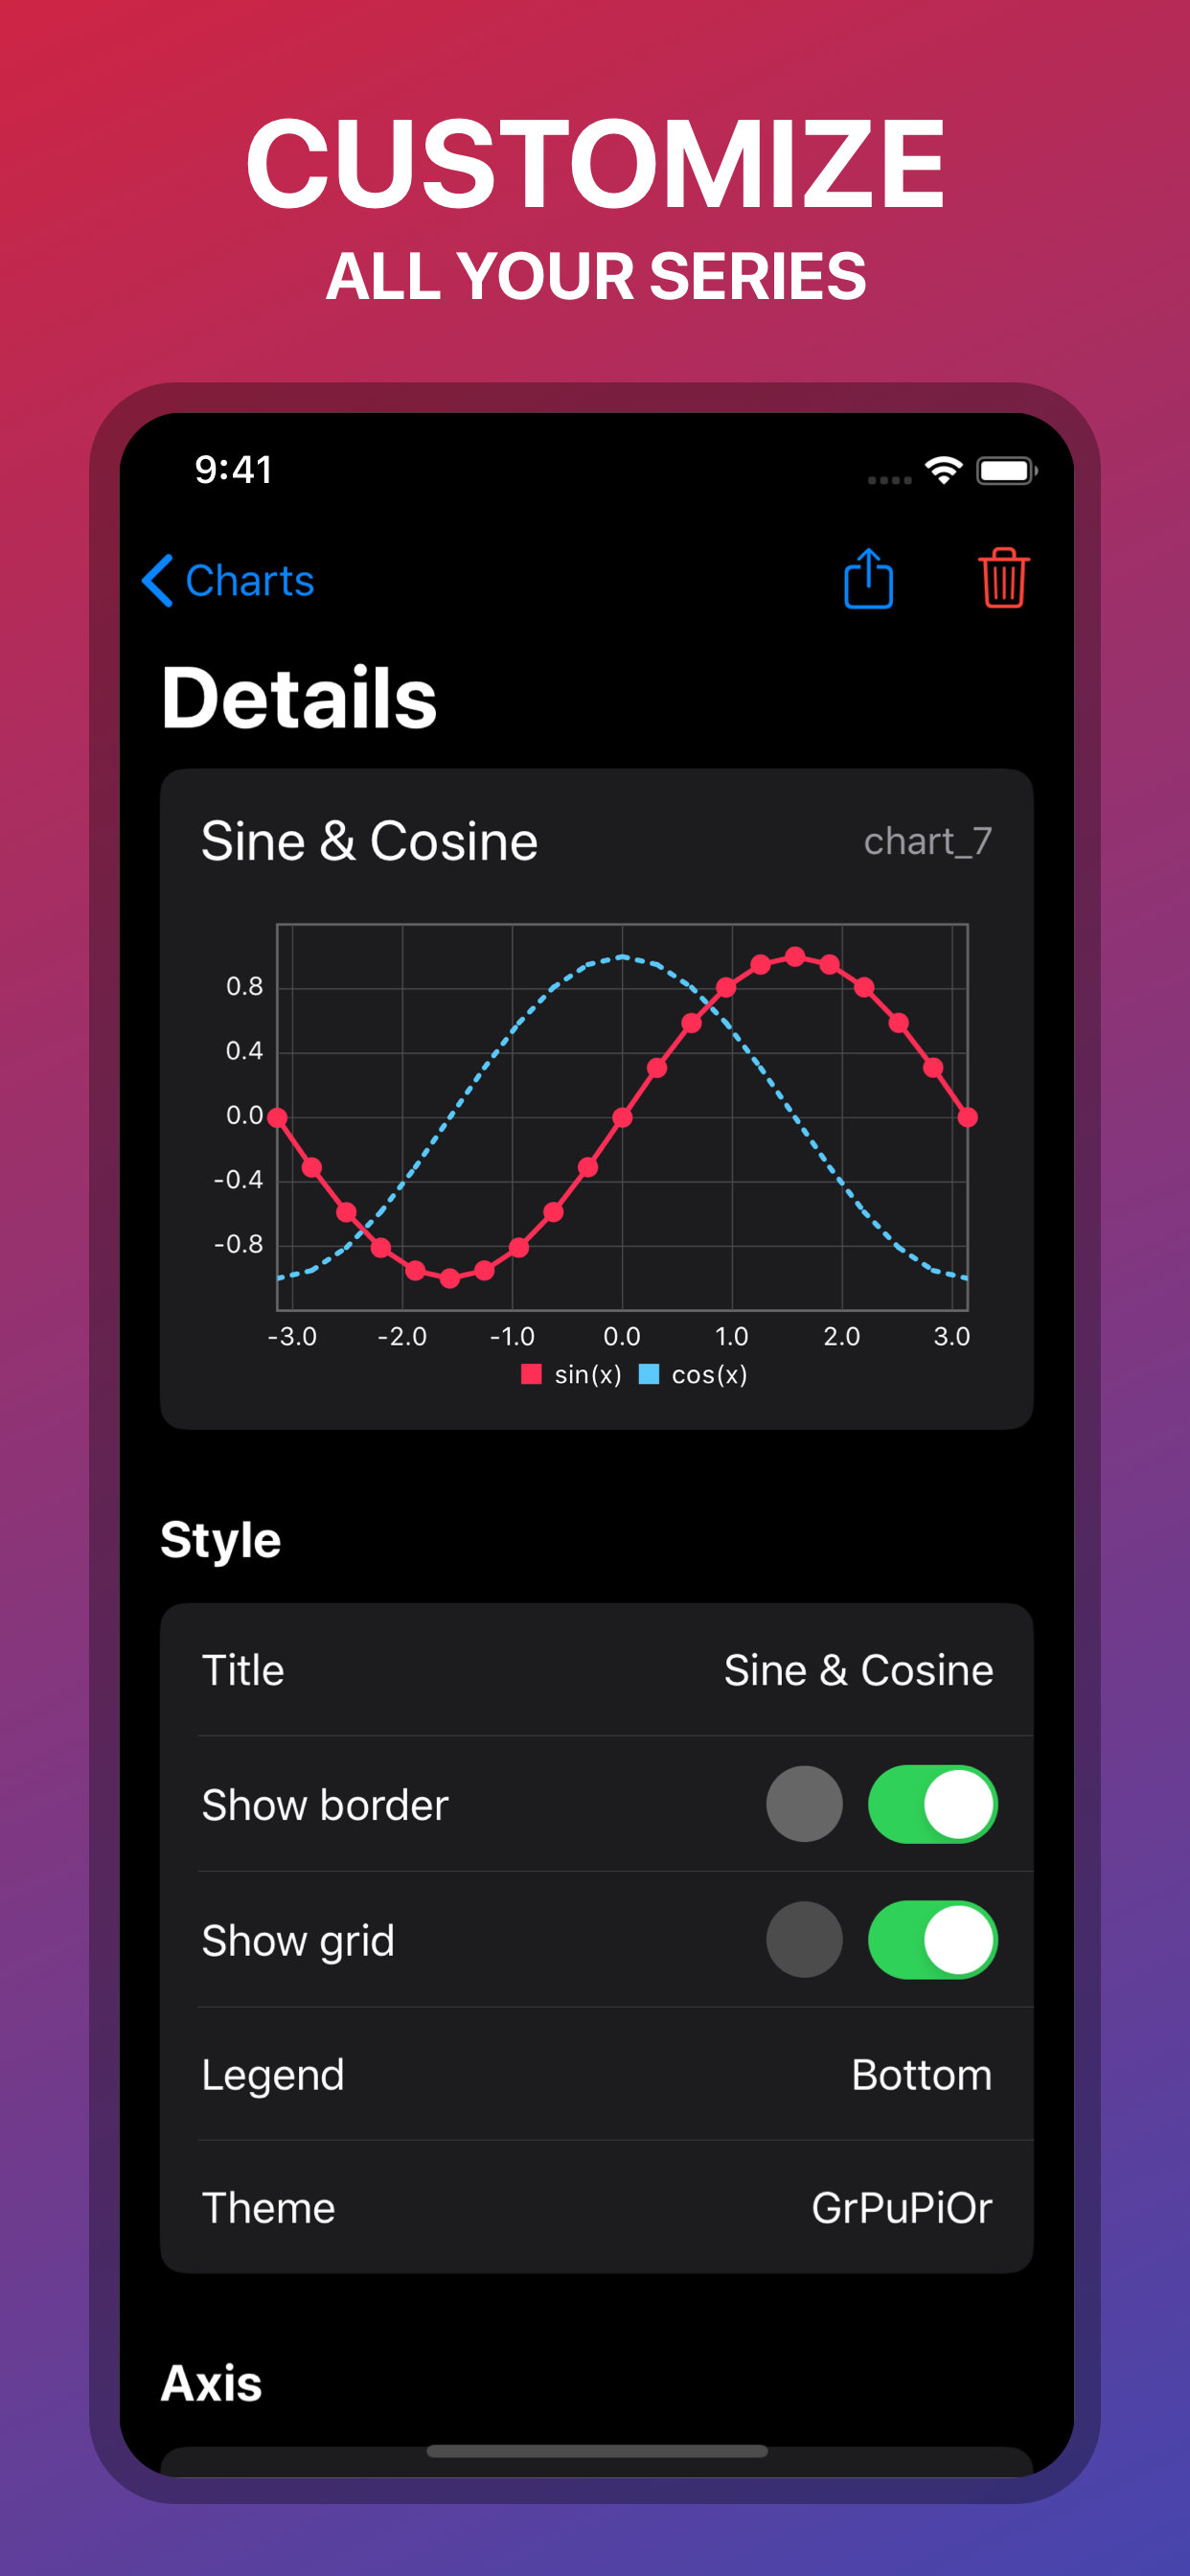 CUSTOMIZE
ALL YOUR SERIES
9:41
Charts
Details
Sine & Cosine chart_7
0.8
0.4
0.0
-0.4
-0.8
-3.0 -2.0 -1.0 0.0 1.0 2.0 3.0
sin(x) cos(x)
Style
Title Sine & Cosine
Show border
Show grid
Legend Bottom
Theme GrPuPiOr
Axis